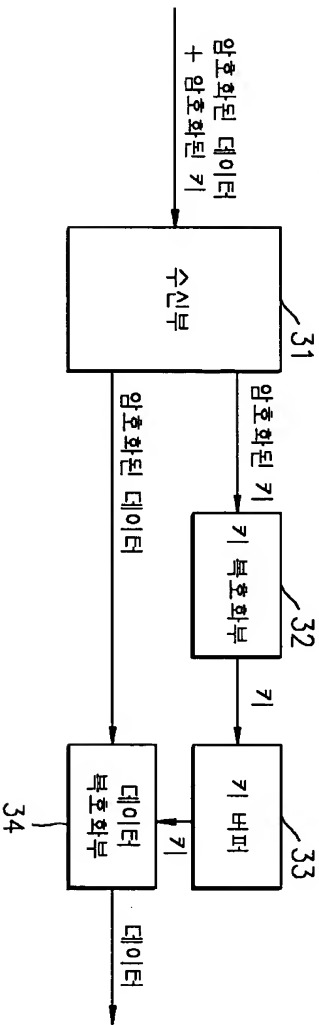 암호화된 데이터
+ 암호화된 키
수신부
31
암호화된 키
암호화된 데이터
키 복호화부
32
키
키 버퍼
33
키
데이터
복호화부
34
데이터